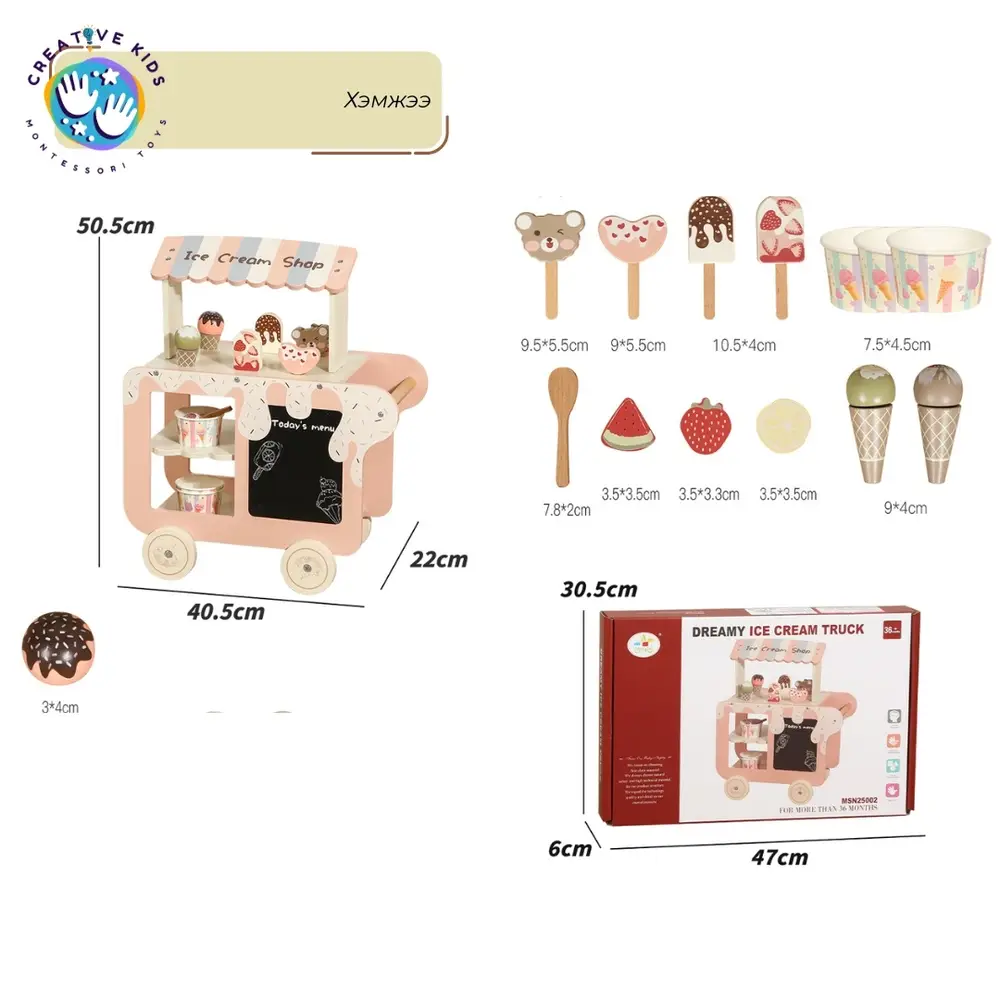 CREATIVE KIDS
MONTESSORI TOYS
Хэмжээ
50.5cm
Ice Cream Shop
Today's menu
22cm
40.5cm
3*4cm
9.5*5.5cm
9*5.5cm
10.5*4cm
7.5*4.5cm
7.8*2cm
3.5*3.5cm
3.5*3.3cm
3.5*3.5cm
9*4cm
30.5cm
DREAMY ICE CREAM TRUCK
36
Ice Cream Shop
Today's menu
MSN25002
FOR MORE THAN 36 MONTHS
6cm
47cm